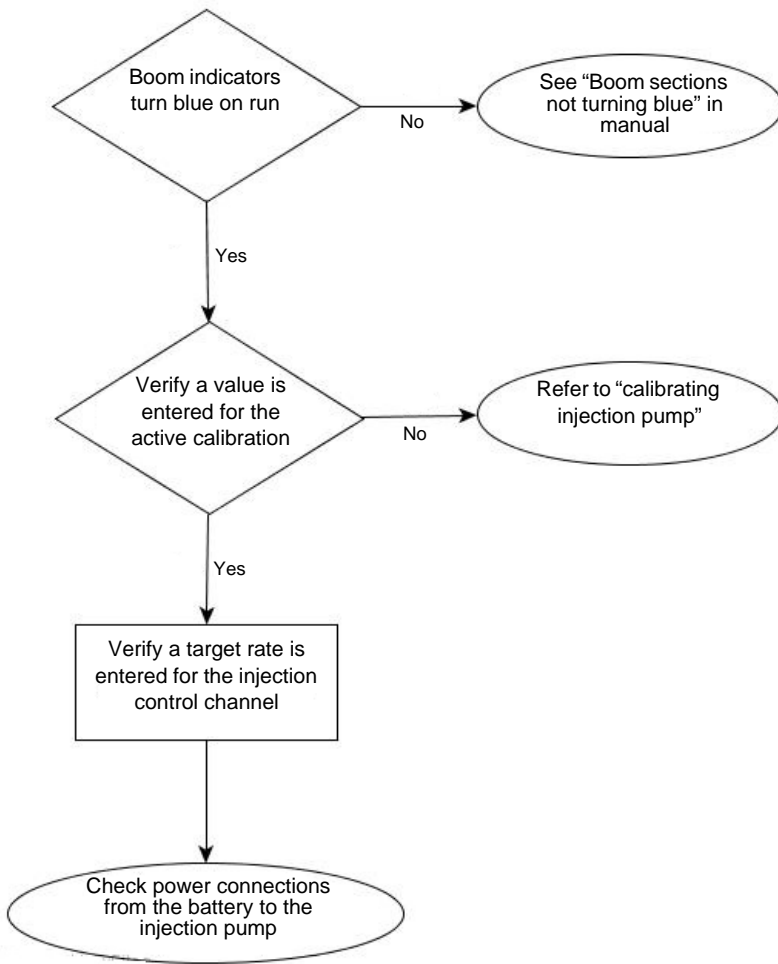 Boom indicators
turn blue on run
No
See “Boom sections
not turning blue” in
manual
Yes
Verify a value is
entered for the
active calibration
No
Refer to “calibrating
injection pump”
Yes
Verify a target rate is
entered for the injection
control channel
Check power connections
from the battery to the
injection pump